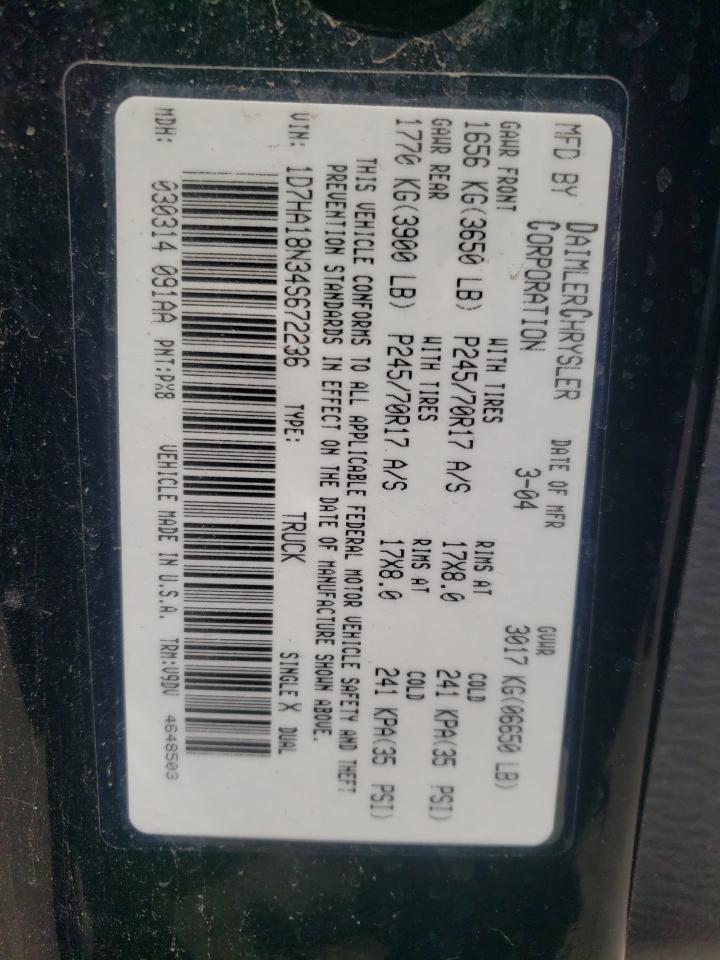 MFD BY DAIMLERCHRYSLER CORPORATION DATE OF MFR 3-04 GVWR 3017 KG(06650 LB)
GAWR FRONT WITH TIRES RIMS AT COLD
1656 KG(3650 LB) P245/70R17 A/S 17X8.0 241 KPA(35 PSI)
GAWR REAR WITH TIRES RIMS AT COLD
1770 KG(3900 LB) P245/70R17 A/S 17X8.0 241 KPA(35 PSI)
THIS VEHICLE CONFORMS TO ALL APPLICABLE FEDERAL MOTOR VEHICLE SAFETY AND THEFT
PREVENTION STANDARDS IN EFFECT ON THE DATE OF MANUFACTURE SHOWN ABOVE.
VIN: 1D7HA18N34S672236 TYPE: TRUCK SINGLE X DUAL
MDH: 030314 091AA PNT:PX8 VEHICLE MADE IN U.S.A. TRM:V9DV 4648503